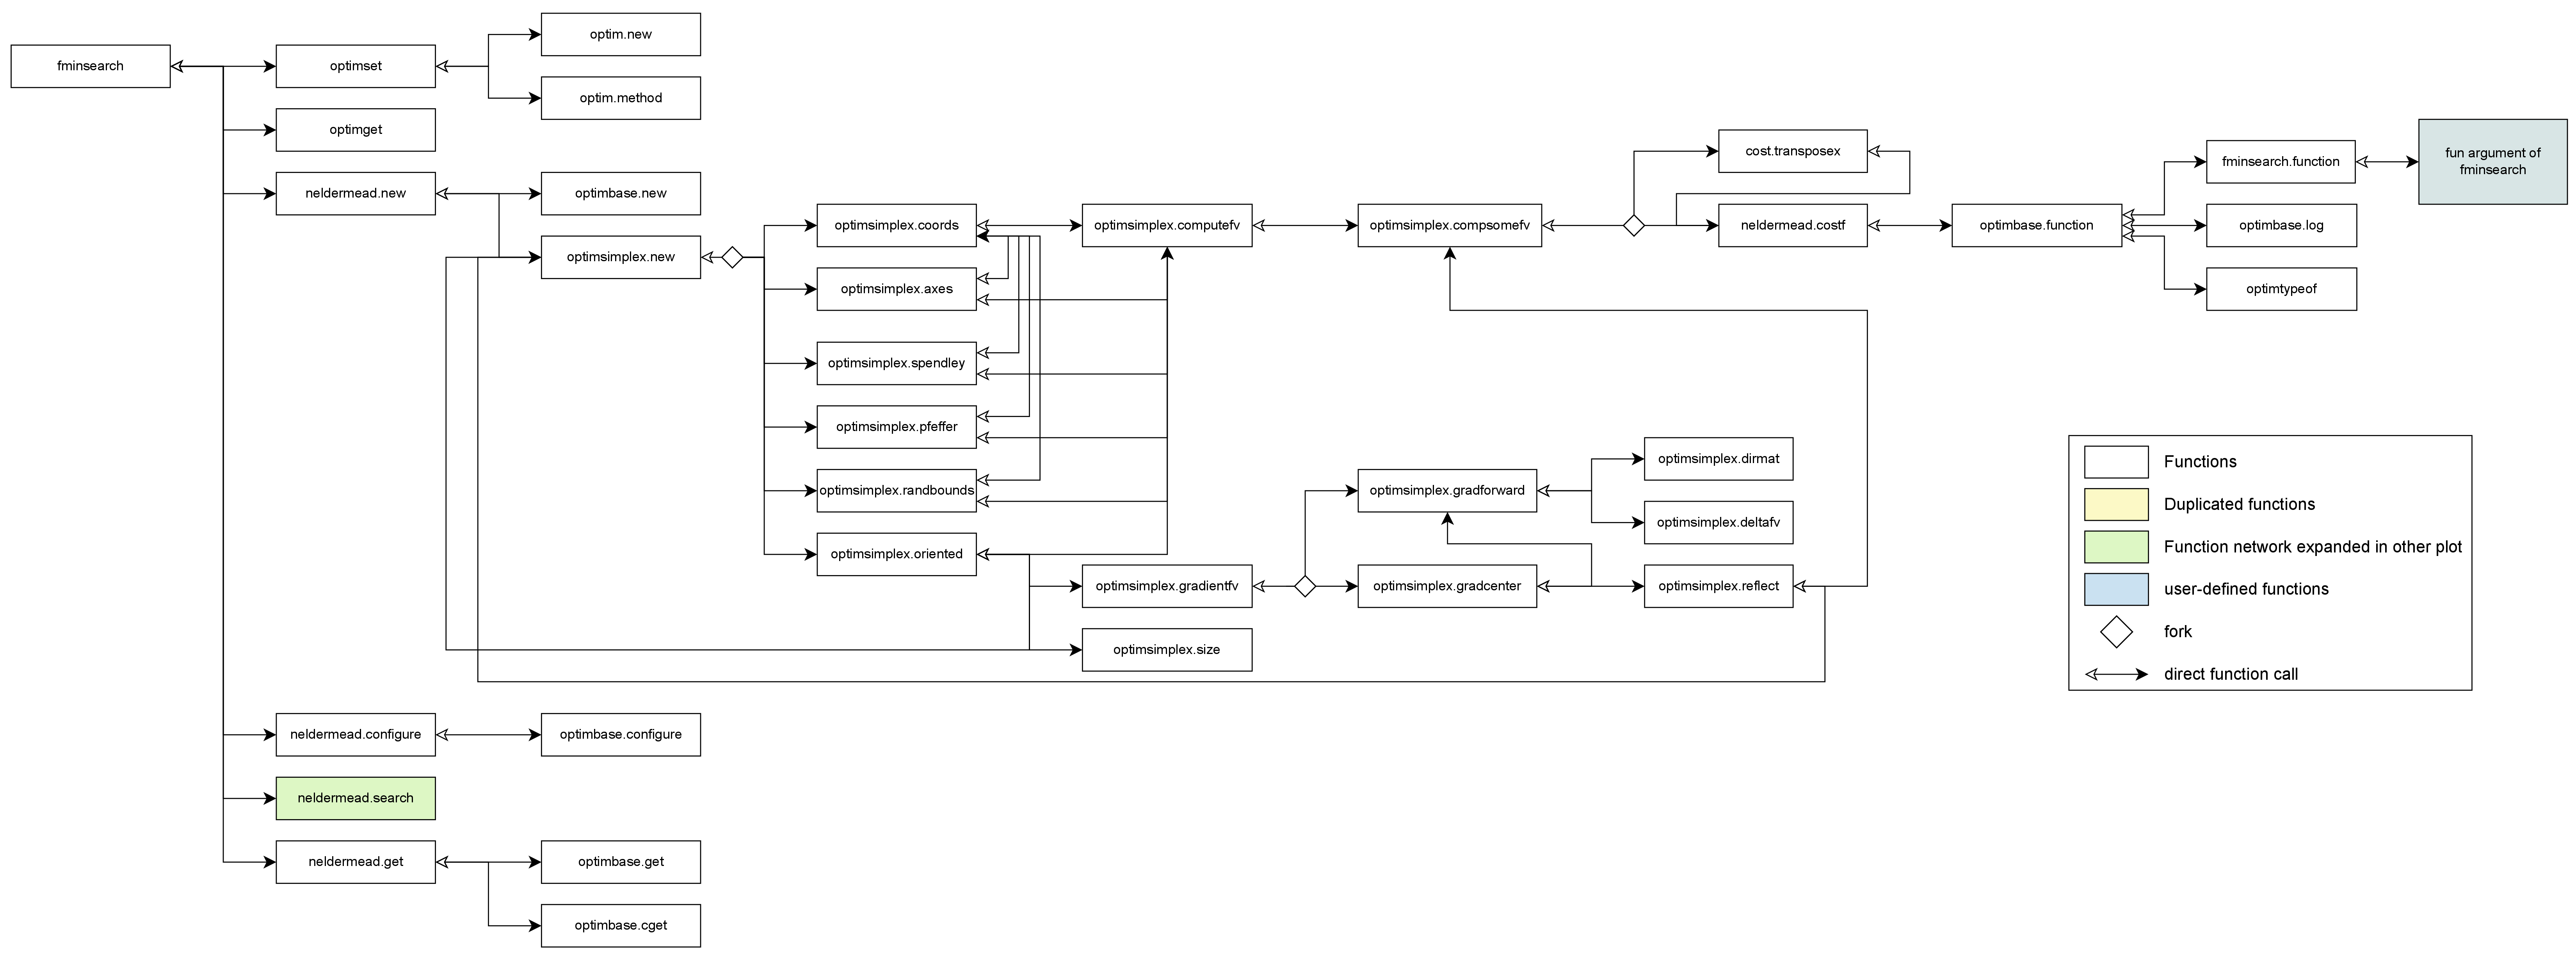 fminsearch
optimset
optimget
neldermead.new
neldermead.configure
neldermead.search
neldermead.get
optim.new
optim.method
optimbase.new
optimsimplex.new
optimbase.configure
optimbase.get
optimbase.cget
optimsimplex.coords
optimsimplex.axes
optimsimplex.spendley
optimsimplex.pfeffer
optimsimplex.randbounds
optimsimplex.oriented
optimsimplex.computefv
optimsimplex.gradientfv
optimsimplex.size
optimsimplex.compsomefv
optimsimplex.gradforward
optimsimplex.gradcenter
optimsimplex.dirmat
optimsimplex.deltafv
optimsimplex.reflect
cost.transposex
neldermead.costf
optimbase.function
fminsearch.function
optimbase.log
optimtypeof
fun argument of
fminsearch
Functions
Duplicated functions
Function network expanded in other plot
user-defined functions
fork
direct function call